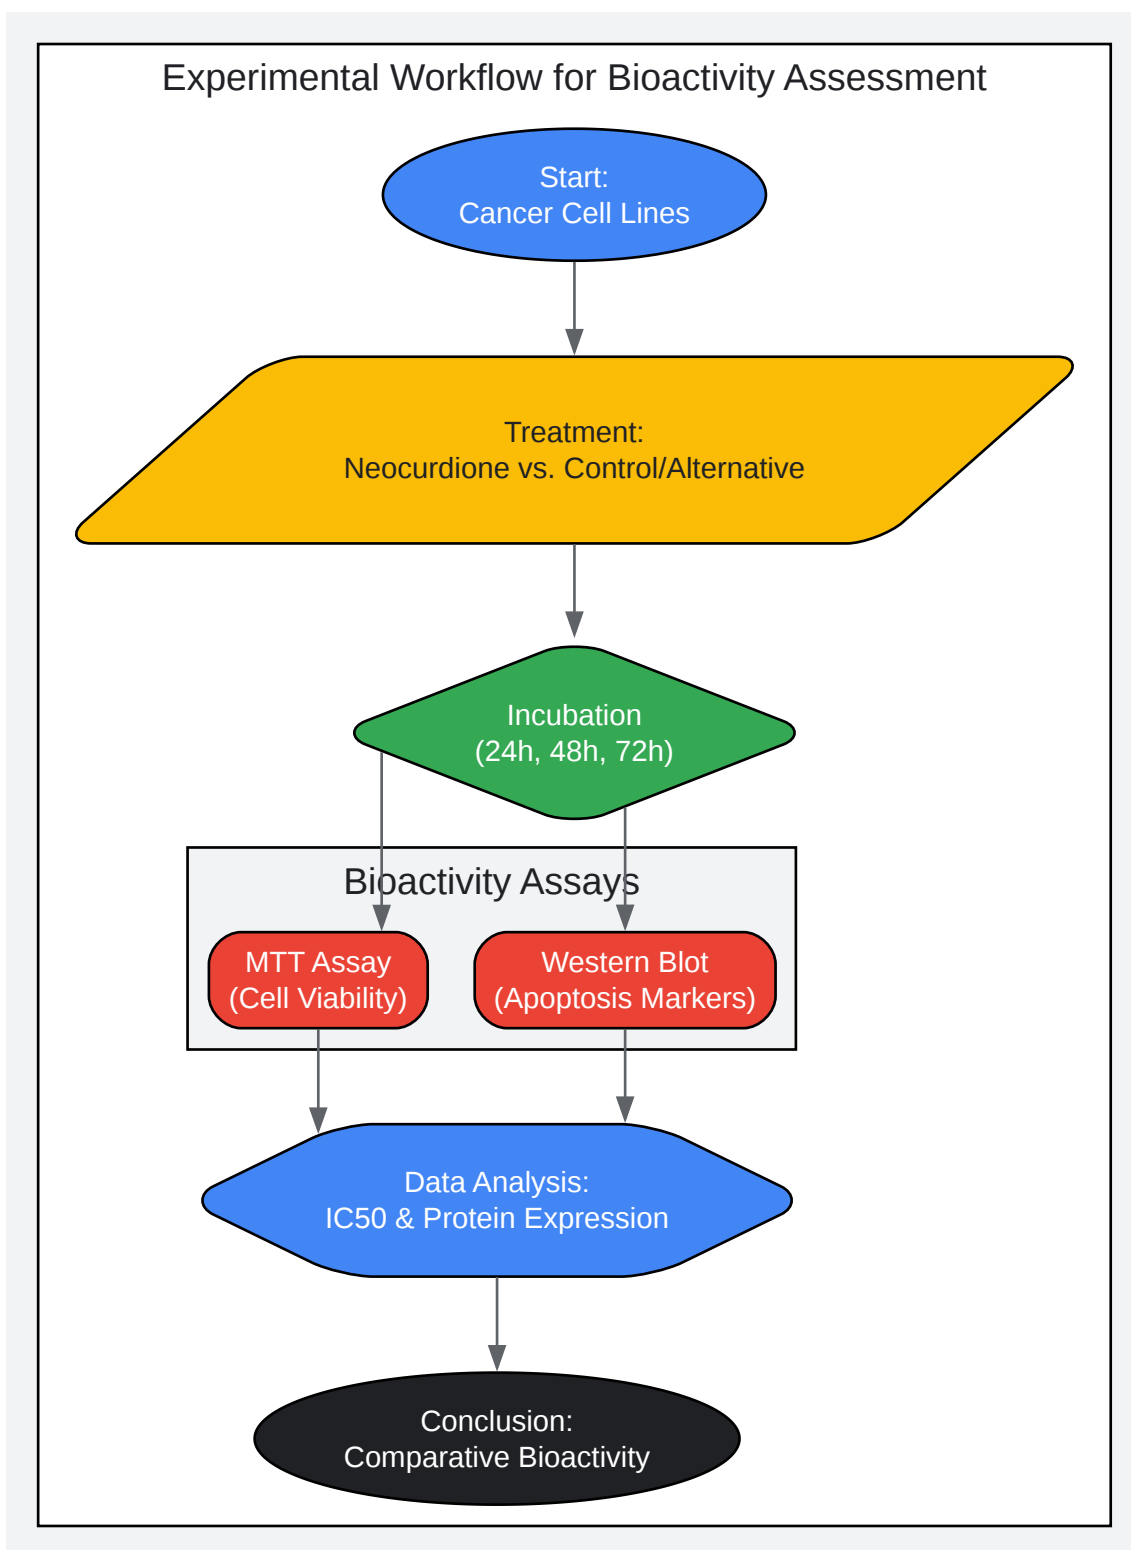 Experimental Workflow for Bioactivity Assessment
Start:
Cancer Cell Lines
Treatment:
Neocurdione vs. Control/Alternative
Incubation
(24h, 48h, 72h)
Bioactivity Assays
MTT Assay
(Cell Viability)
Western Blot
(Apoptosis Markers)
Data Analysis:
IC50 & Protein Expression
Conclusion:
Comparative Bioactivity